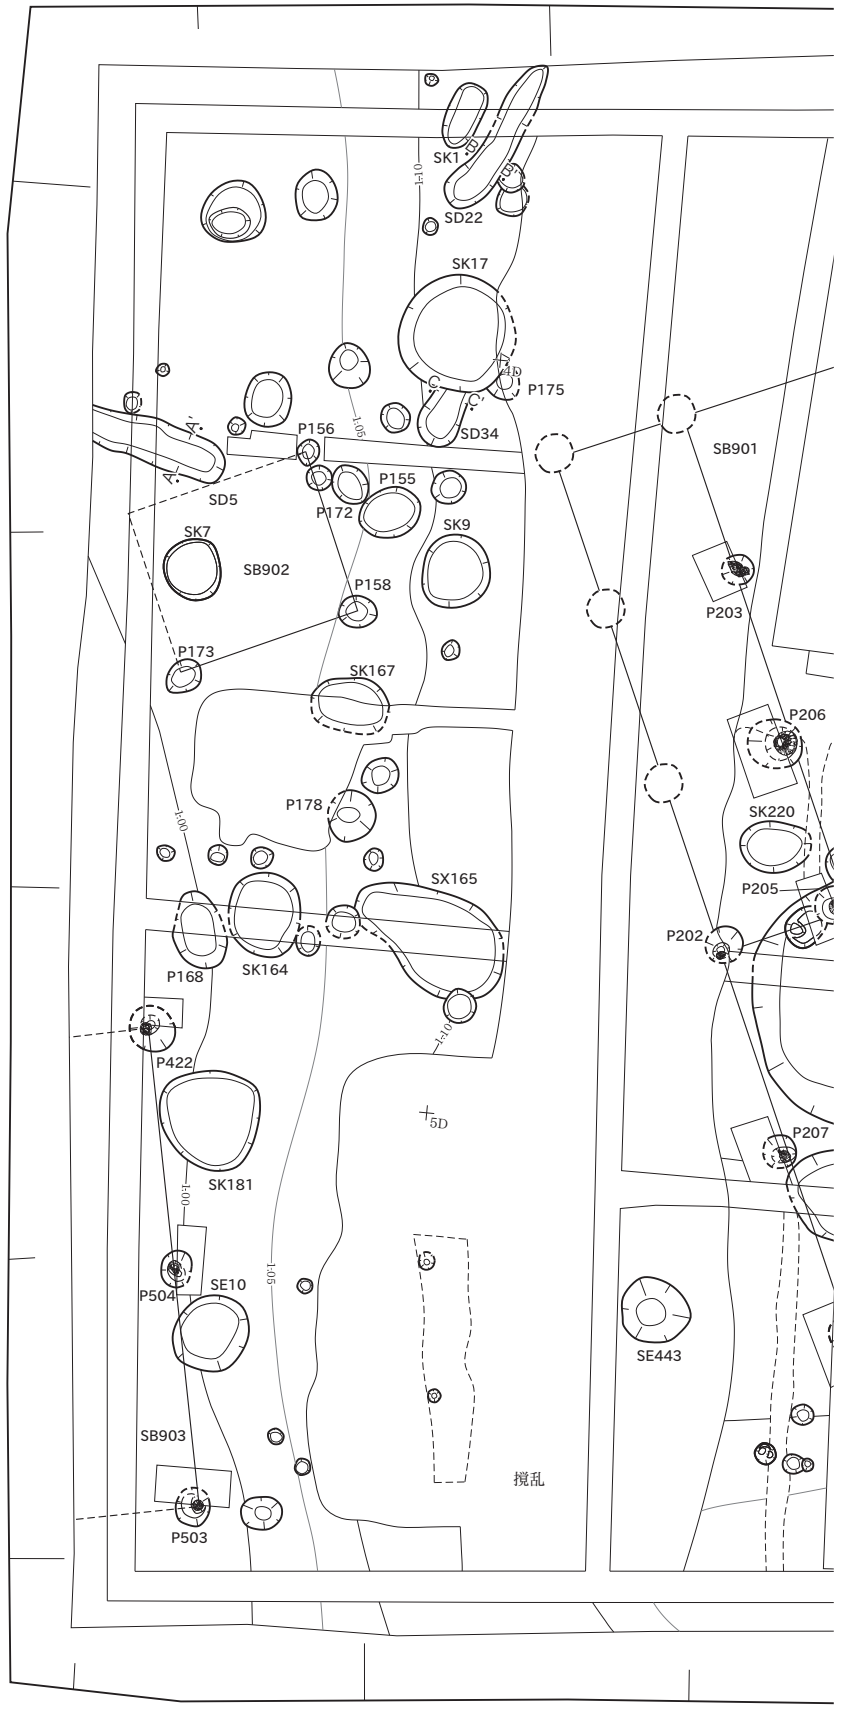 SK1
B
B'
1:10
SD22
SK17
4D
P175
C
C'
1:05
SD34
A'
A
SD5
P156
P155
P172
SK9
SB901
SK7
SB902
P158
P203
P173
SK167
P206
P178
1:00
SK220
SX165
P205
P202
P168
SK164
1:10
P422
5D
P207
SK181
1:00
1:05
P504
SE10
SE443
SB903
撹乱
P503